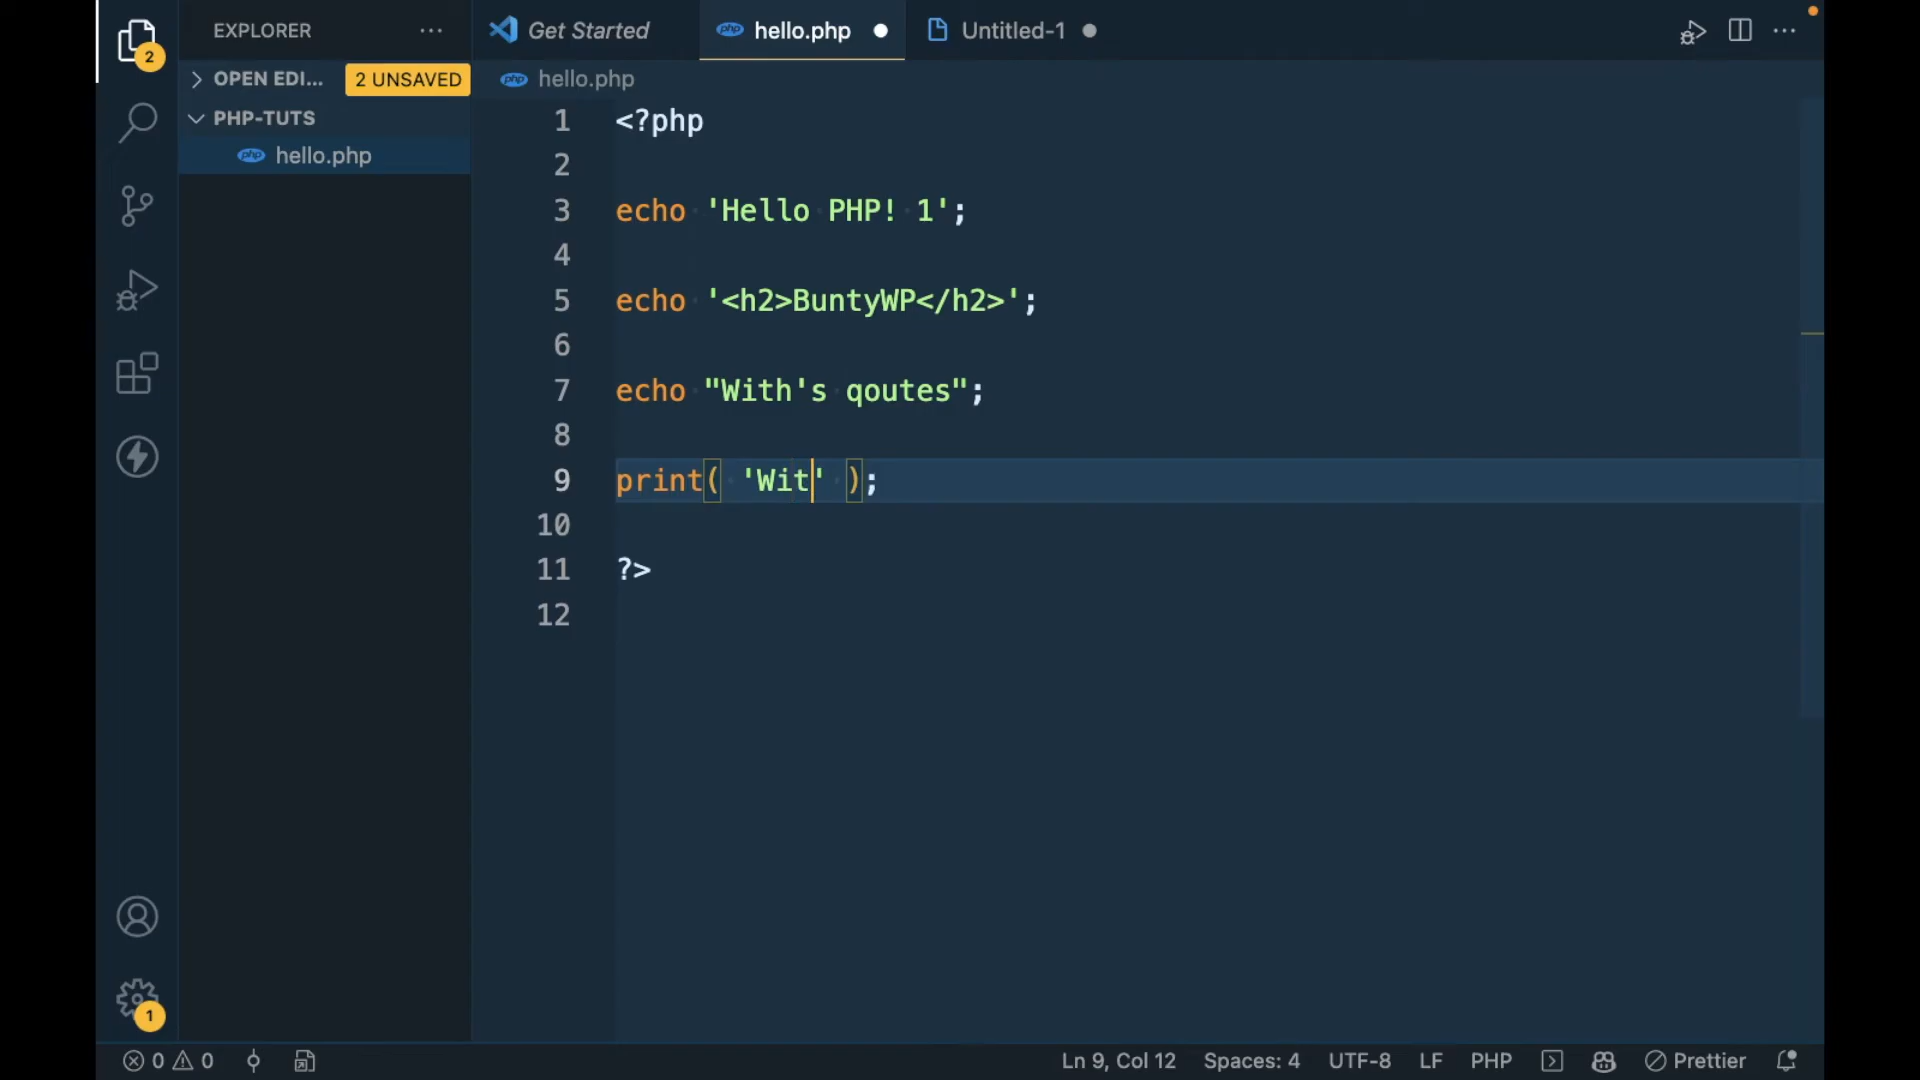 EXPLORER
Get Started
hello.php
Untitled-1
2
OPEN EDI...
2 UNSAVED
php hello.php
PHP-TUTS
php hello.php
1 <?php
2
3 echo 'Hello PHP! 1';
4
5 echo '<h2>BuntyWP</h2>';
6
7 echo "With's qoutes";
8
9 print( 'Wit' );
10
11 ?>
12
1
0 0
Ln 9, Col 12 Spaces: 4 UTF-8 LF PHP Prettier